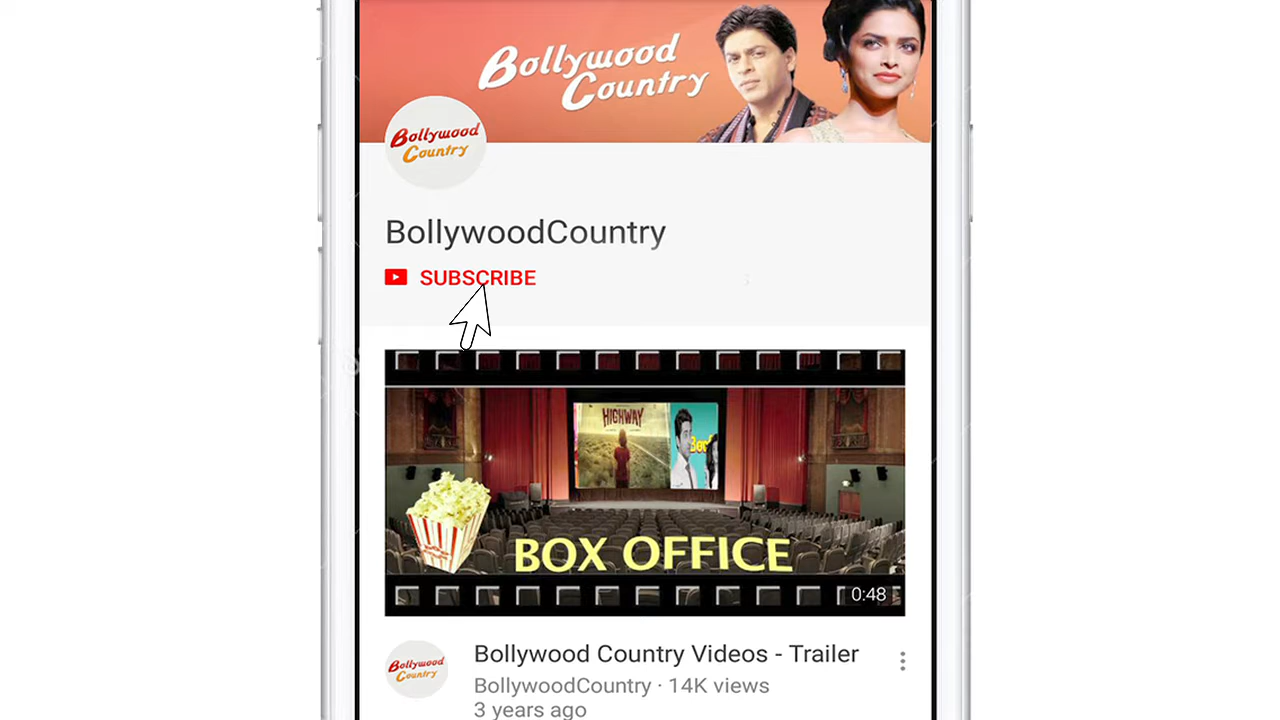 Bollywood
Country
Bollywood
Country
BollywoodCountry
SUBSCRIBE
HIGHWAY
BOX OFFICE
0:48
Bollywood
Country
Bollywood Country Videos - Trailer
BollywoodCountry · 14K views
3 years ago